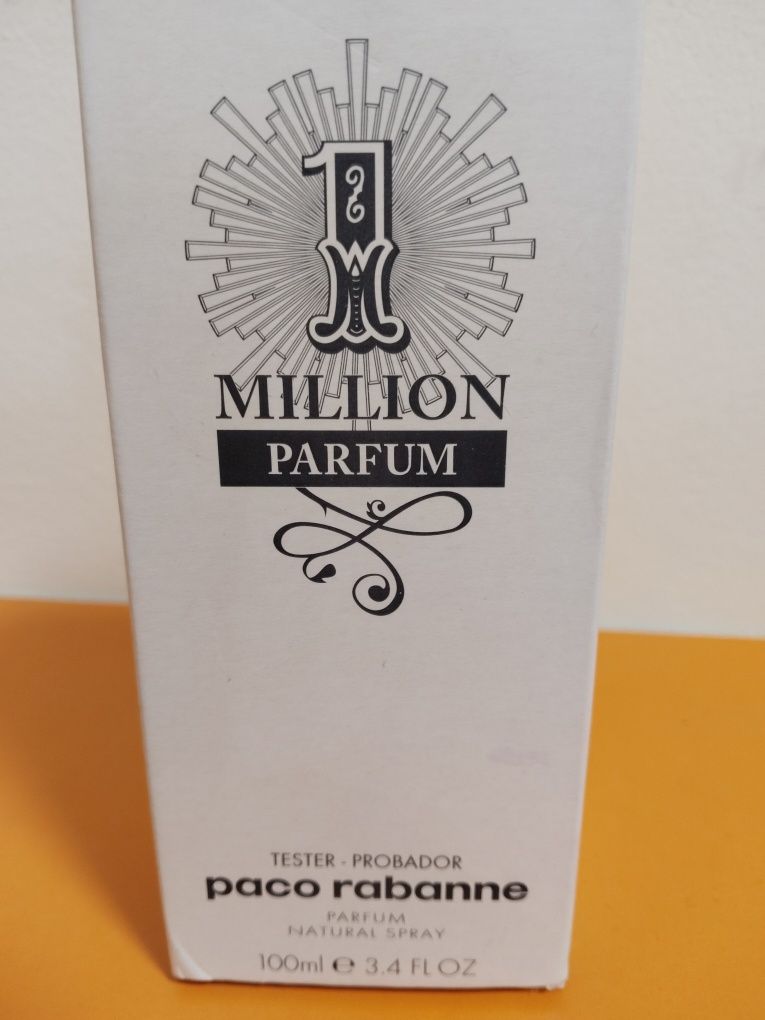 1
MILLION
PARFUM
TESTER - PROBADOR
paco rabanne
PARFUM
NATURAL SPRAY
100ml ℮ 3.4 FL OZ